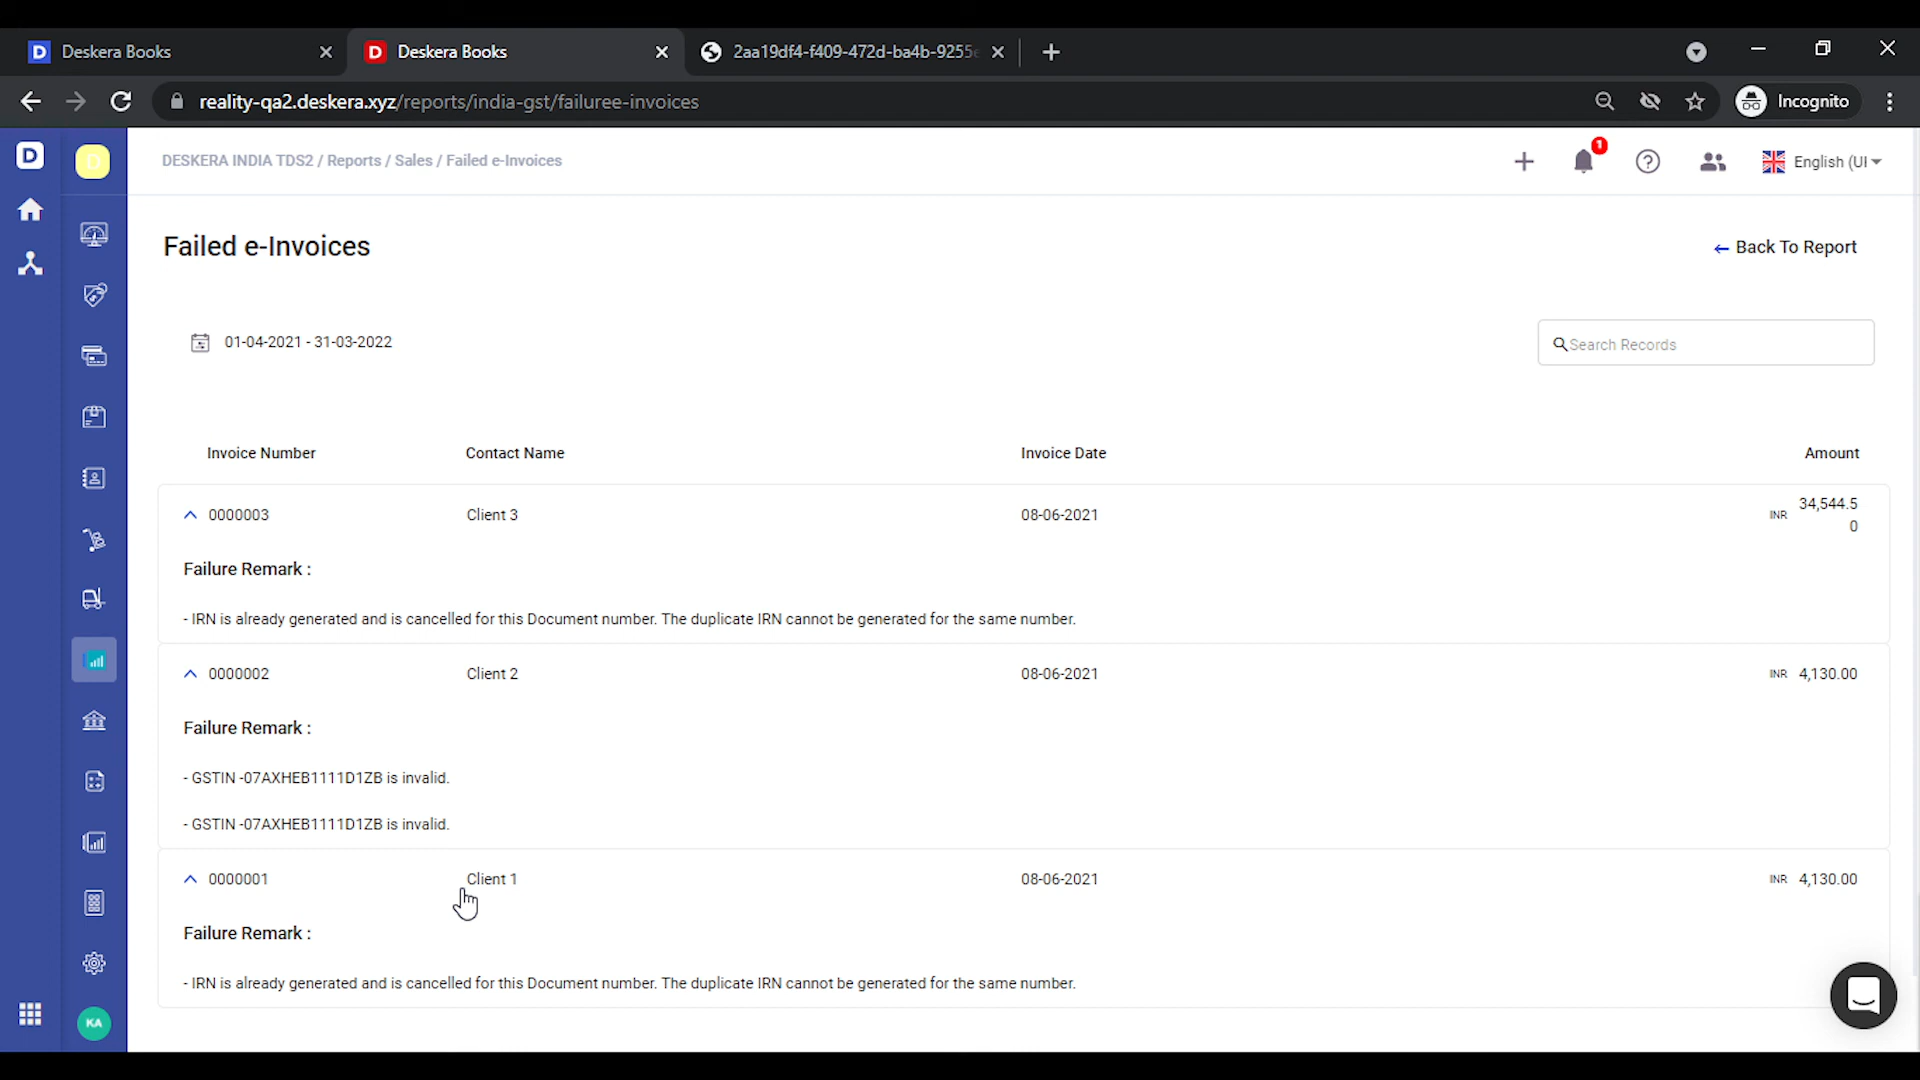 D Deskera Books
D Deskera Books
2aa19df4-f409-472d-ba4b-9255e
reality-qa2.deskera.xyz/reports/india-gst/failuree-invoices
Incognito
D
D
DESKERA INDIA TDS2 / Reports / Sales / Failed e-Invoices
1
English (UI
Failed e-Invoices
← Back To Report
01-04-2021 - 31-03-2022
Search Records
Invoice Number Contact Name Invoice Date Amount
0000003 Client 3 08-06-2021 INR 34,544.5
0
Failure Remark :
- IRN is already generated and is cancelled for this Document number. The duplicate IRN cannot be generated for the same number.
0000002 Client 2 08-06-2021 INR 4,130.00
Failure Remark :
- GSTIN -07AXHEB1111D1ZB is invalid.
- GSTIN -07AXHEB1111D1ZB is invalid.
0000001 Client 1 08-06-2021 INR 4,130.00
Failure Remark :
- IRN is already generated and is cancelled for this Document number. The duplicate IRN cannot be generated for the same number.
KA